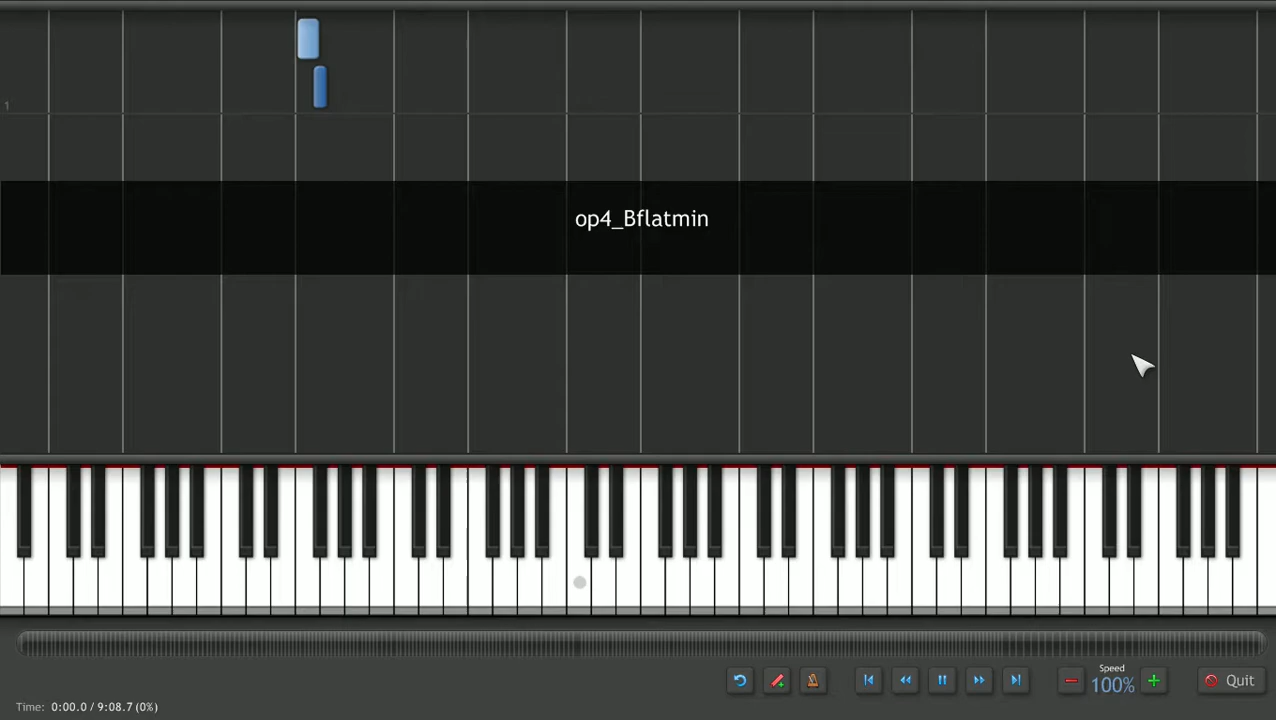 1
op4_Bflatmin
Speed
100%
Quit
Time: 0:00.0 / 9:08.7 (0%)